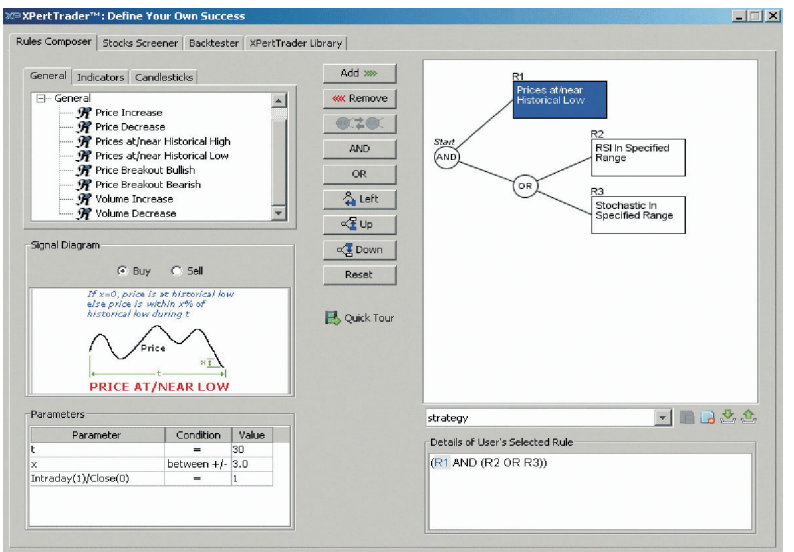 XPertTrader™: Define Your Own Success
Rules Composer
Stocks Screener
Backtester
XPertTrader Library
General
Indicators
Candlesticks
General
Price Increase
Price Decrease
Prices at/near Historical High
Prices at/near Historical Low
Price Breakout Bullish
Price Breakout Bearish
Volume Increase
Volume Decrease
Signal Diagram
Buy
Sell
If x=0, price is at historical low
else price is within x% of
historical low during t
Price
x
t
PRICE AT/NEAR LOW
Parameters
Parameter Condition Value
t = 30
x between +/- 3.0
Intraday(1)/Close(0) = 1
Add
Remove
AND
OR
Left
Up
Down
Reset
Quick Tour
R1
Prices at/near
Historical Low
Start
AND
R2
RSI In Specified
Range
OR
R3
Stochastic In
Specified Range
strategy
Details of User's Selected Rule
(R1 AND (R2 OR R3))